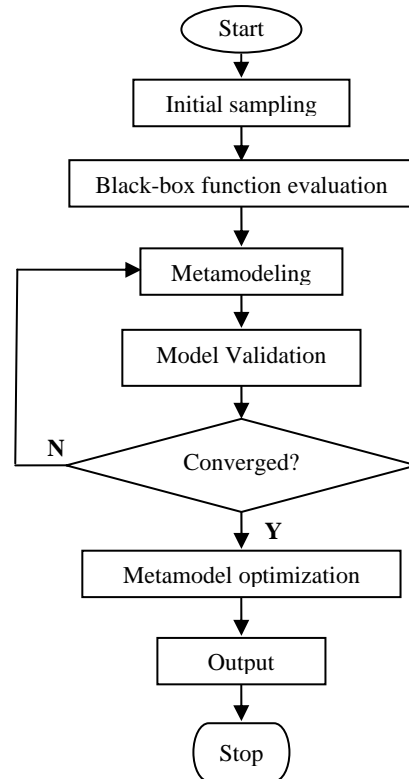 Start
Initial sampling
Black-box function evaluation
Metamodeling
Model Validation
N
Converged?
Y
Metamodel optimization
Output
Stop